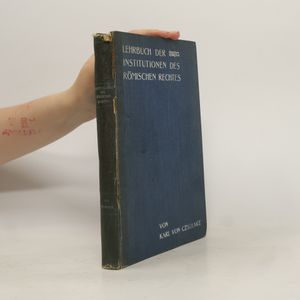 LEHRBUCH DER
INSTITUTIONEN DES
RÖMISCHEN RECHTES
VON
KARL VON CZYHLARZ